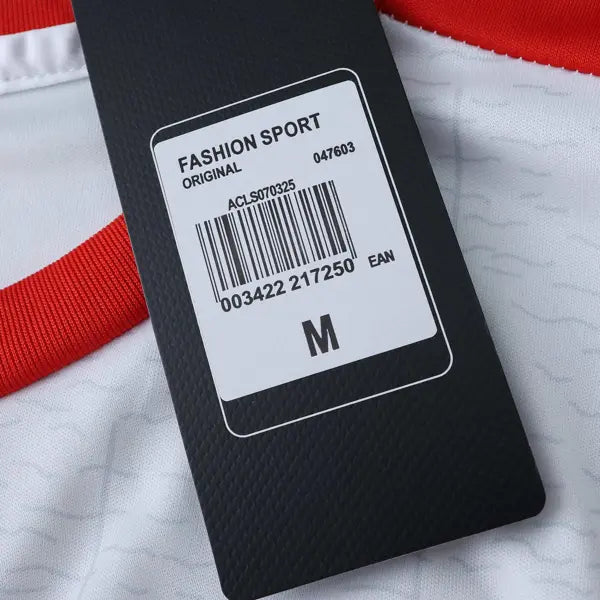 FASHION SPORT
ORIGINAL 047603
ACLS070325
003422 217250 EAN
M